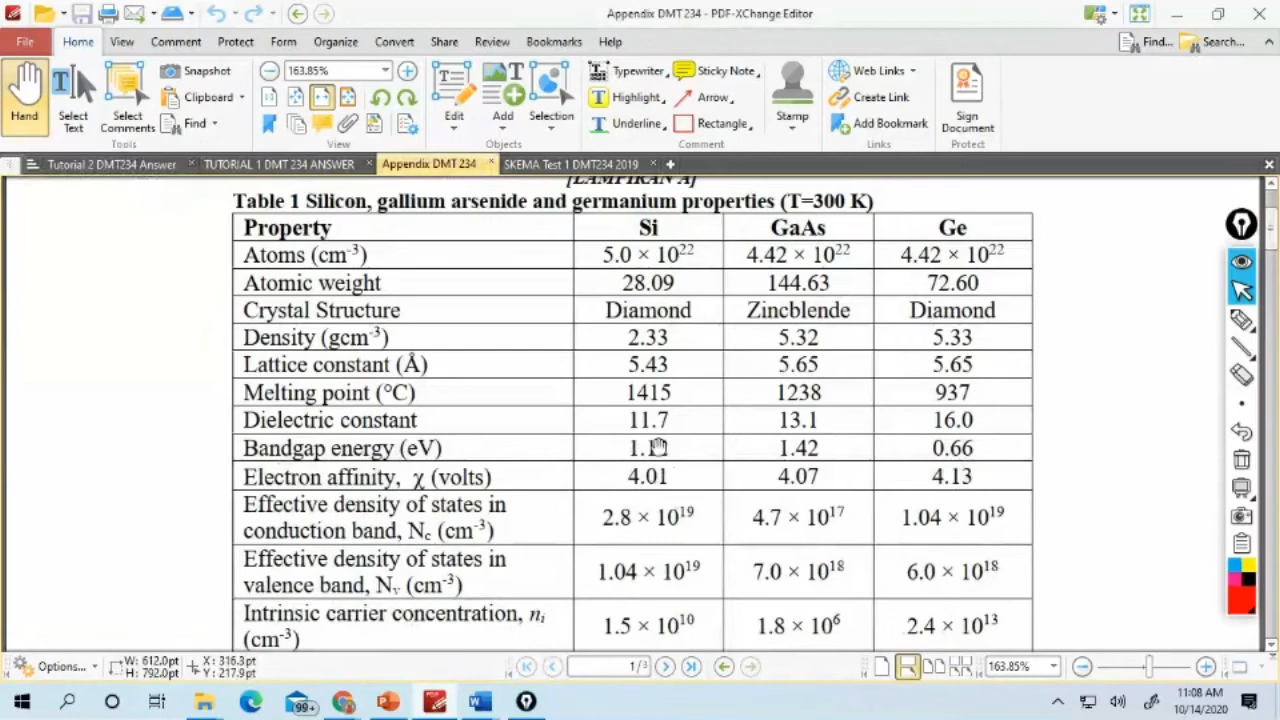 Appendix DMT234 - PDF-XChange Editor
File Home View Comment Protect Form Organize Convert Share Review Bookmarks Help Find... Search...
Hand
Select Text
Select Comments
Snapshot
Clipboard
Find
Tools
163.85%
View
Edit
Add
Selection
Objects
Typewriter
Highlight
Underline
Sticky Note
Arrow
Rectangle
Comment
Stamp
Web Links
Create Link
Add Bookmark
Links
Sign Document
Protect
Tutorial 2 DMT234 Answer TUTORIAL 1 DMT 234 ANSWER Appendix DMT 234 SKEMA Test 1 DMT234 2019
[LAMPIRAN A]
Table 1 Silicon, gallium arsenide and germanium properties (T=300 K)
Property Si GaAs Ge
Atoms (cm⁻³) 5.0 × 10²² 4.42 × 10²² 4.42 × 10²²
Atomic weight 28.09 144.63 72.60
Crystal Structure Diamond Zincblende Diamond
Density (gcm⁻³) 2.33 5.32 5.33
Lattice constant (Å) 5.43 5.65 5.65
Melting point (°C) 1415 1238 937
Dielectric constant 11.7 13.1 16.0
Bandgap energy (eV) 1.42 0.66
Electron affinity, χ (volts) 4.01 4.07 4.13
Effective density of states in
conduction band, Nc (cm⁻³) 2.8 × 10¹⁹ 4.7 × 10¹⁷ 1.04 × 10¹⁹
Effective density of states in
valence band, Nv (cm⁻³) 1.04 × 10¹⁹ 7.0 × 10¹⁸ 6.0 × 10¹⁸
Intrinsic carrier concentration, ni
(cm⁻³) 1.5 × 10¹⁰ 1.8 × 10⁶ 2.4 × 10¹³
Options... W: 612.0pt X: 316.3pt 1/3 163.85%
H: 792.0pt Y: 217.9pt
99+
11:08 AM
10/14/2020